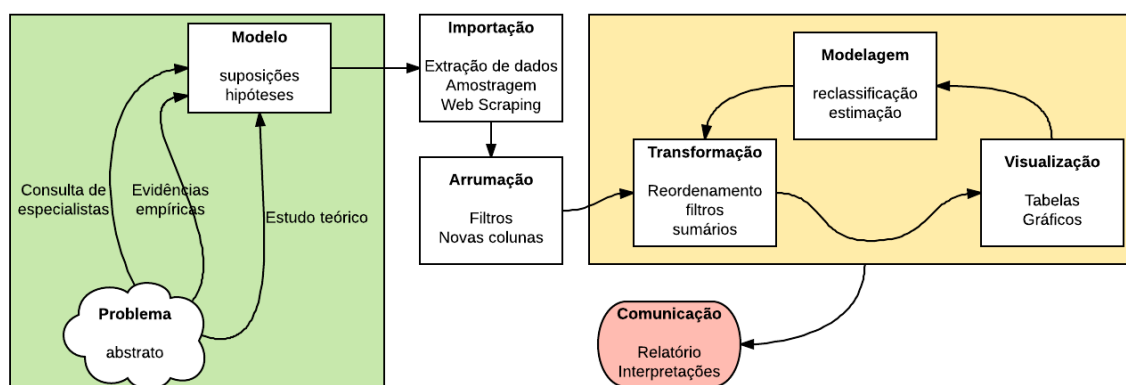 Modelo
suposições
hipóteses
Consulta de
especialistas
Evidências
empíricas
Estudo teórico
Problema
abstrato
Importação
Extração de dados
Amostragem
Web Scraping
Arrumação
Filtros
Novas colunas
Modelagem
reclassificação
estimação
Transformação
Reordenamento
filtros
sumários
Visualização
Tabelas
Gráficos
Comunicação
Relatório
Interpretações